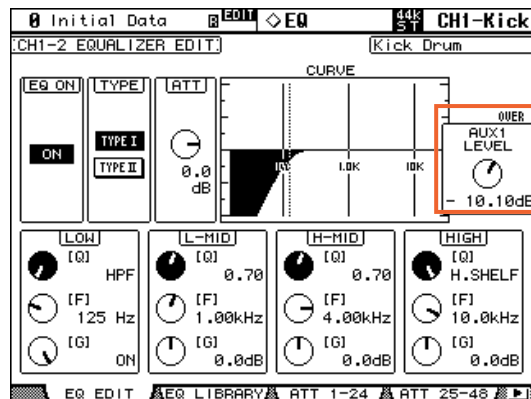 0 Initial Data EDIT ◇EQ 44K ST CH1-Kick
CH1-2 EQUALIZER EDIT Kick Drum
CURVE
EQ ON TYPE ATT
ON TYPE I
TYPE II
0.0
dB
100 1.0K 10K
OVER
AUX1
LEVEL
- 10.10dB
LOW L-MID H-MID HIGH
[Q] [Q] [Q] [Q]
HPF 0.70 0.70 H.SHELF
[F] [F] [F] [F]
125 Hz 1.00kHz 4.00kHz 10.0kHz
[G] [G] [G] [G]
ON 0.0dB 0.0dB 0.0dB
EQ EDIT EQ LIBRARY ATT 1-24 ATT 25-48